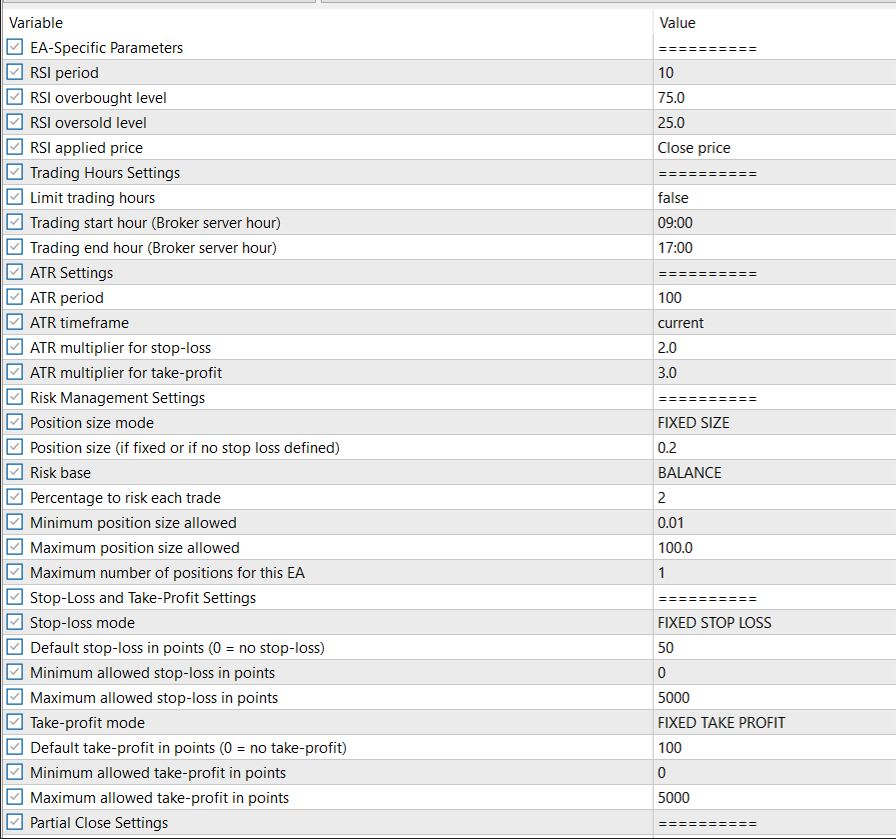 Variable Value
EA-Specific Parameters ==========
RSI period 10
RSI overbought level 75.0
RSI oversold level 25.0
RSI applied price Close price
Trading Hours Settings ==========
Limit trading hours false
Trading start hour (Broker server hour) 09:00
Trading end hour (Broker server hour) 17:00
ATR Settings ==========
ATR period 100
ATR timeframe current
ATR multiplier for stop-loss 2.0
ATR multiplier for take-profit 3.0
Risk Management Settings ==========
Position size mode FIXED SIZE
Position size (if fixed or if no stop loss defined) 0.2
Risk base BALANCE
Percentage to risk each trade 2
Minimum position size allowed 0.01
Maximum position size allowed 100.0
Maximum number of positions for this EA 1
Stop-Loss and Take-Profit Settings ==========
Stop-loss mode FIXED STOP LOSS
Default stop-loss in points (0 = no stop-loss) 50
Minimum allowed stop-loss in points 0
Maximum allowed stop-loss in points 5000
Take-profit mode FIXED TAKE PROFIT
Default take-profit in points (0 = no take-profit) 100
Minimum allowed take-profit in points 0
Maximum allowed take-profit in points 5000
Partial Close Settings ==========